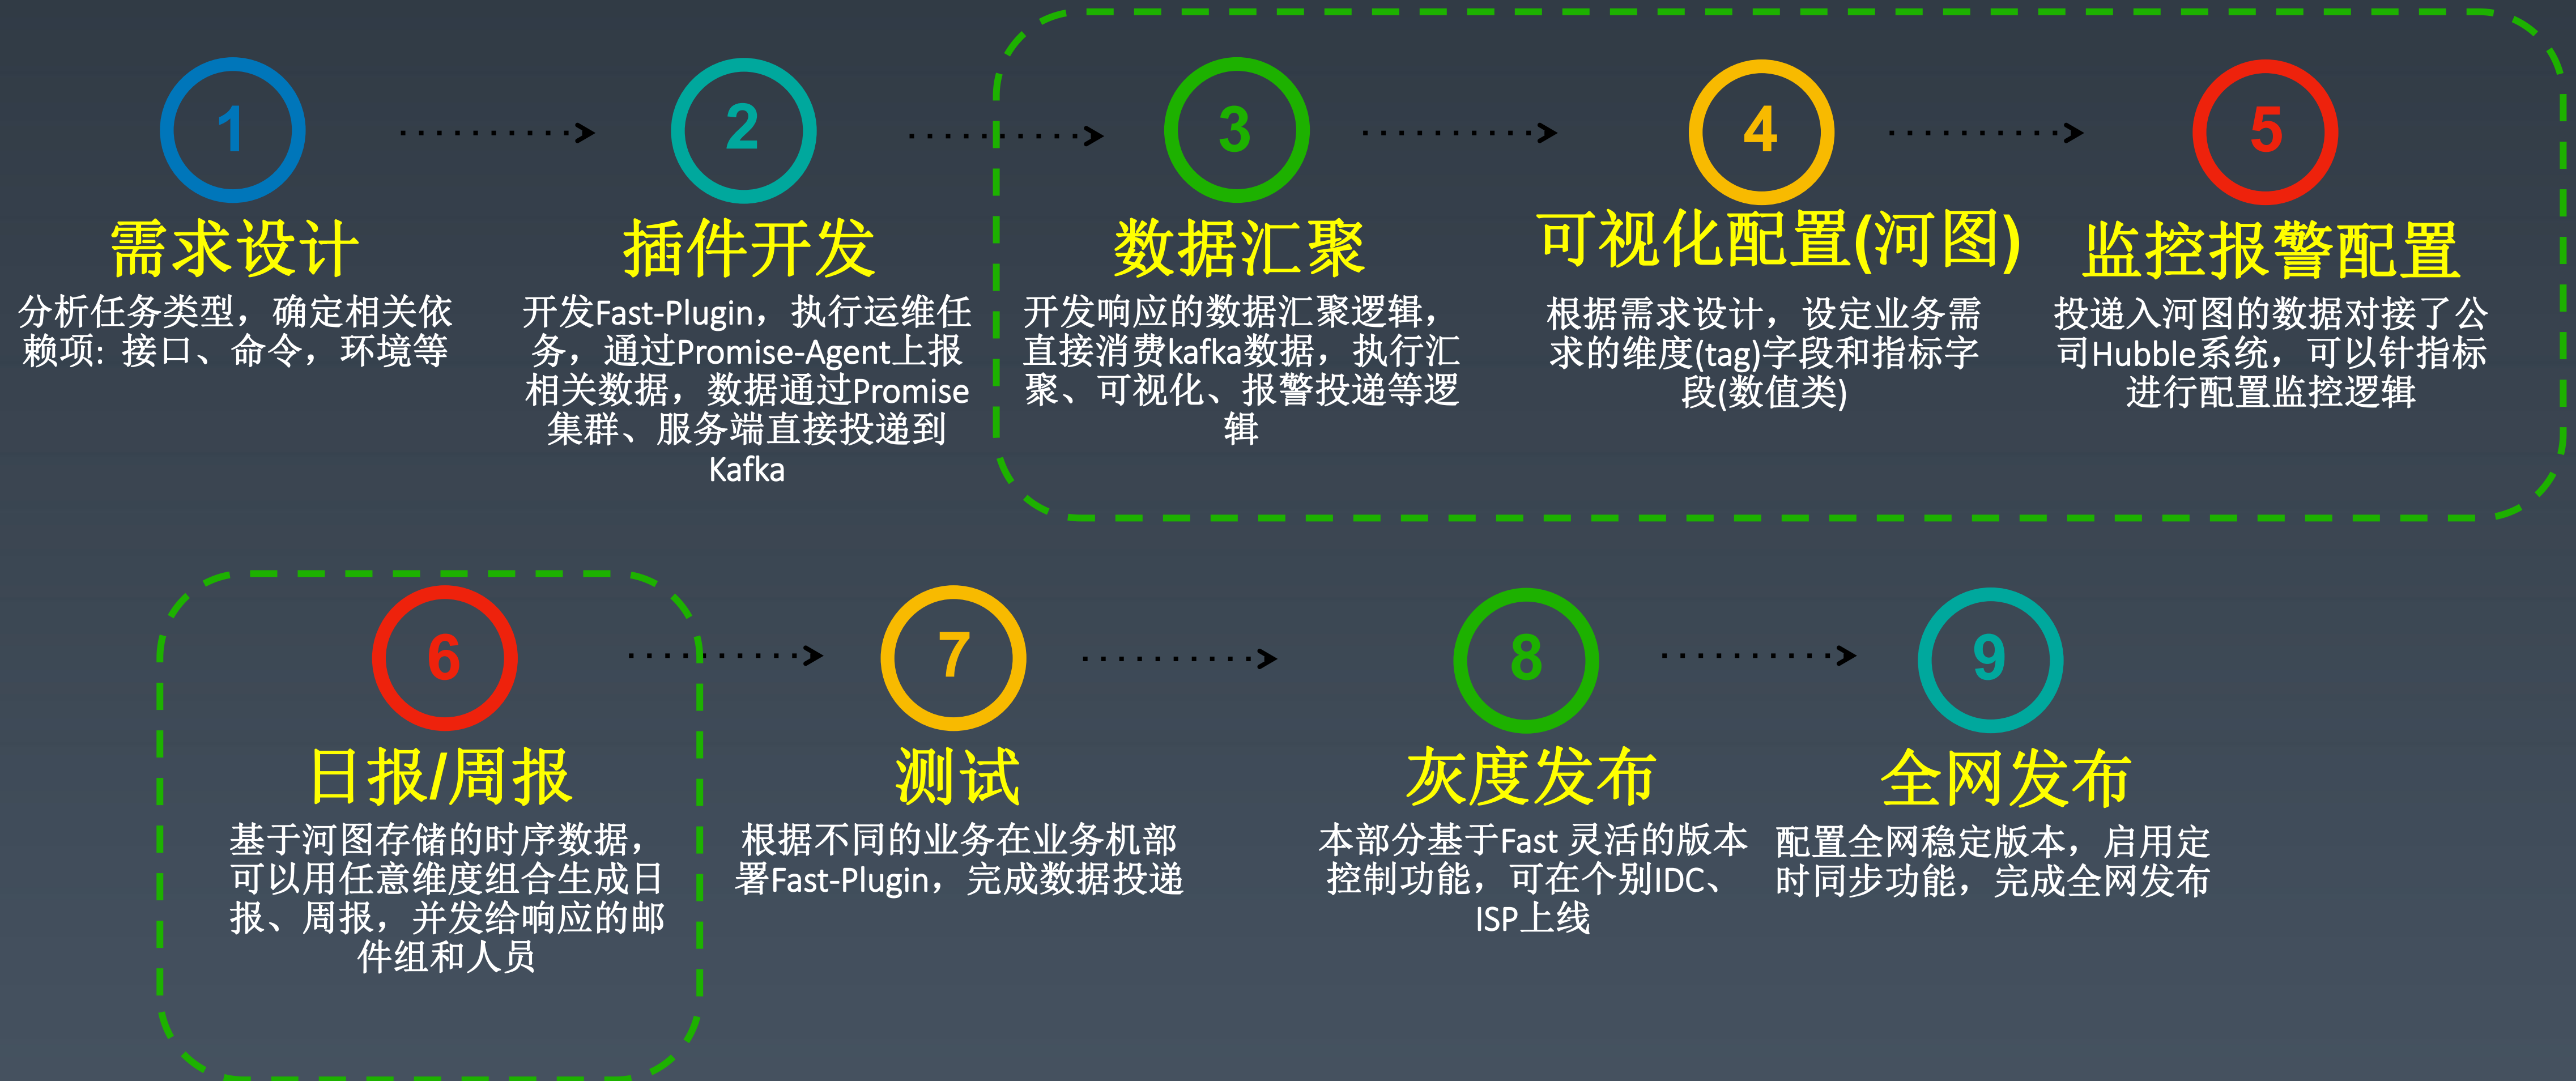 1
需求设计
分析任务类型，确定相关依
赖项: 接口、命令，环境等
2
插件开发
开发Fast-Plugin，执行运维任
务，通过Promise-Agent上报
相关数据，数据通过Promise
集群、服务端直接投递到
Kafka
3
数据汇聚
开发响应的数据汇聚逻辑，
直接消费kafka数据，执行汇
聚、可视化、报警投递等逻
辑
4
可视化配置(河图)
根据需求设计，设定业务需
求的维度(tag)字段和指标字
段(数值类)
5
监控报警配置
投递入河图的数据对接了公
司Hubble系统，可以针指标
进行配置监控逻辑
6
日报/周报
基于河图存储的时序数据，
可以用任意维度组合生成日
报、周报，并发给响应的邮
件组和人员
7
测试
根据不同的业务在业务机部
署Fast-Plugin，完成数据投递
8
灰度发布
本部分基于Fast 灵活的版本
控制功能，可在个别IDC、
ISP上线
9
全网发布
配置全网稳定版本，启用定
时同步功能，完成全网发布